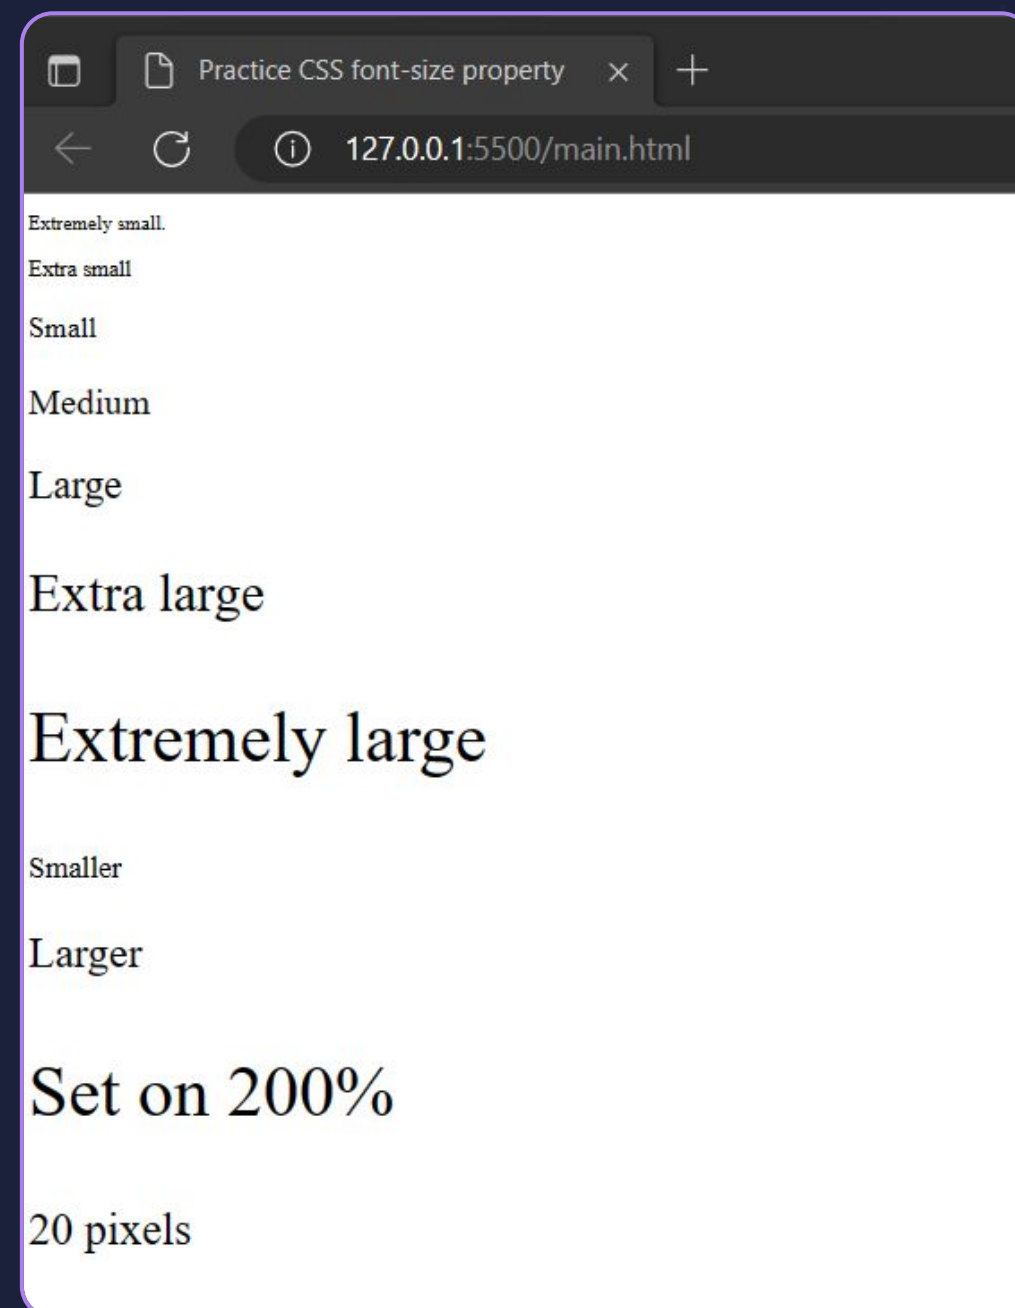 Practice CSS font-size property
127.0.0.1:5500/main.html
Extremely small.
Extra small
Small
Medium
Large
Extra large
Extremely large
Smaller
Larger
Set on 200%
20 pixels